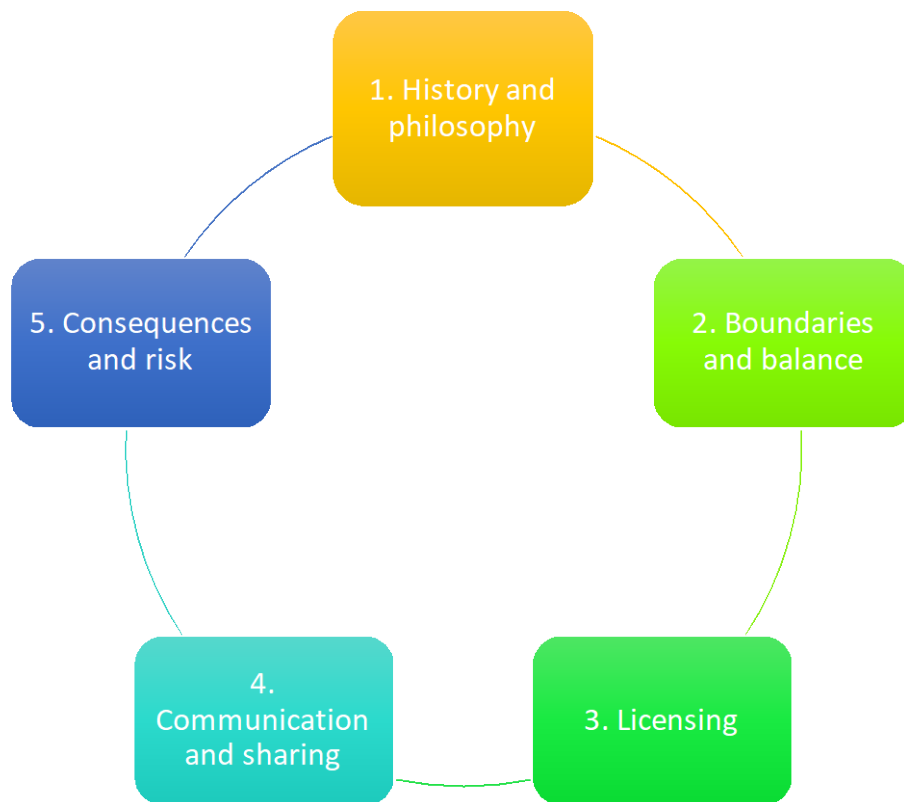 1. History and
philosophy
2. Boundaries
and balance
3. Licensing
4.
Communication
and sharing
5. Consequences
and risk